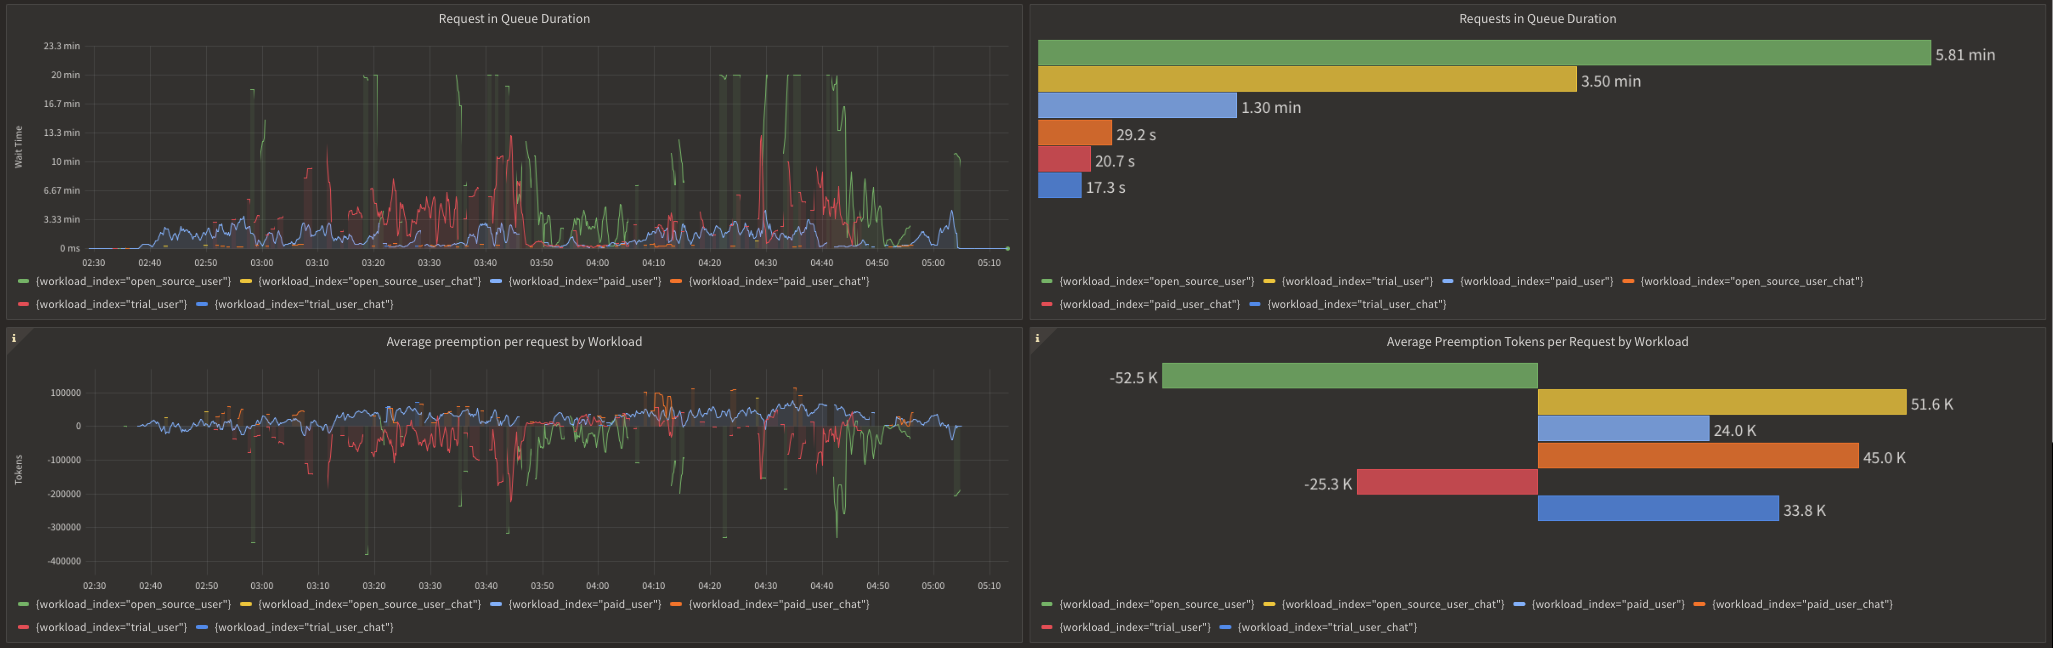 Request in Queue Duration
Wait Time
23.3 min
20 min
16.7 min
13.3 min
10 min
6.67 min
3.33 min
0 ms
02:30 02:40 02:50 03:00 03:10 03:20 03:30 03:40 03:50 04:00 04:10 04:20 04:30 04:40 04:50 05:00 05:10
{workload_index="open_source_user"} {workload_index="open_source_user_chat"} {workload_index="paid_user"} {workload_index="paid_user_chat"}
{workload_index="trial_user"} {workload_index="trial_user_chat"}
Requests in Queue Duration
5.81 min
3.50 min
1.30 min
29.2 s
20.7 s
17.3 s
{workload_index="open_source_user"} {workload_index="trial_user"} {workload_index="paid_user"} {workload_index="open_source_user_chat"}
{workload_index="paid_user_chat"} {workload_index="trial_user_chat"}
i
Average preemption per request by Workload
Tokens
100000
0
-100000
-200000
-300000
-400000
02:30 02:40 02:50 03:00 03:10 03:20 03:30 03:40 03:50 04:00 04:10 04:20 04:30 04:40 04:50 05:00 05:10
{workload_index="open_source_user"} {workload_index="open_source_user_chat"} {workload_index="paid_user"} {workload_index="paid_user_chat"}
{workload_index="trial_user"} {workload_index="trial_user_chat"}
i
Average Preemption Tokens per Request by Workload
-52.5 K
51.6 K
24.0 K
45.0 K
-25.3 K
33.8 K
{workload_index="open_source_user"} {workload_index="open_source_user_chat"} {workload_index="paid_user"} {workload_index="paid_user_chat"}
{workload_index="trial_user"} {workload_index="trial_user_chat"}